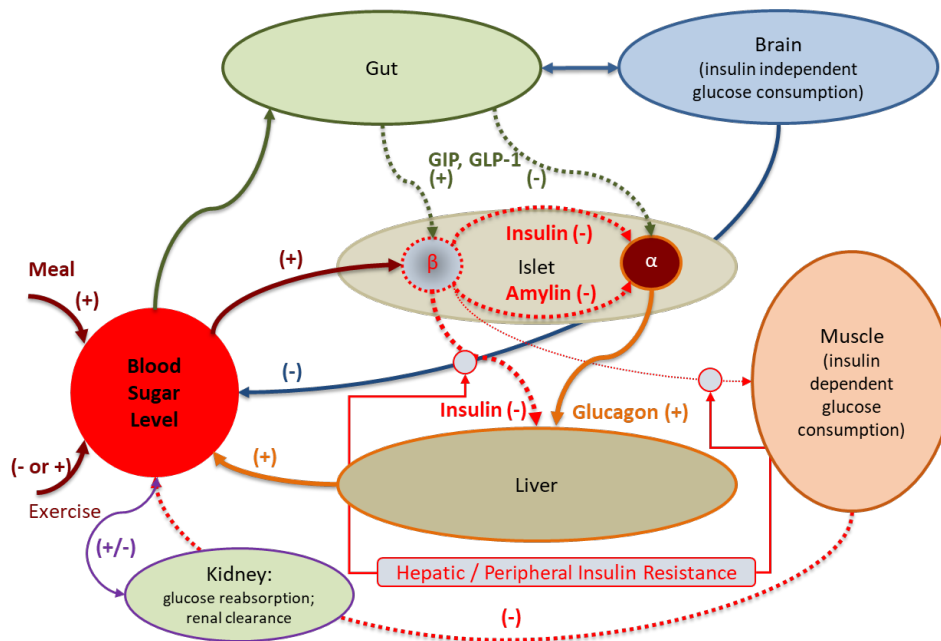 Gut
Brain
(insulin independent
glucose consumption)
GIP, GLP-1
(+)
(-)
Insulin (-)
β
Islet
α
Amylin (-)
Meal
(+)
(+)
Blood
Sugar
Level
(-)
Muscle
(insulin
dependent
glucose
consumption)
Insulin (-)
Glucagon (+)
(- or +)
Exercise
(+)
Liver
(+/-)
Kidney:
glucose reabsorption;
renal clearance
Hepatic / Peripheral Insulin Resistance
(-)